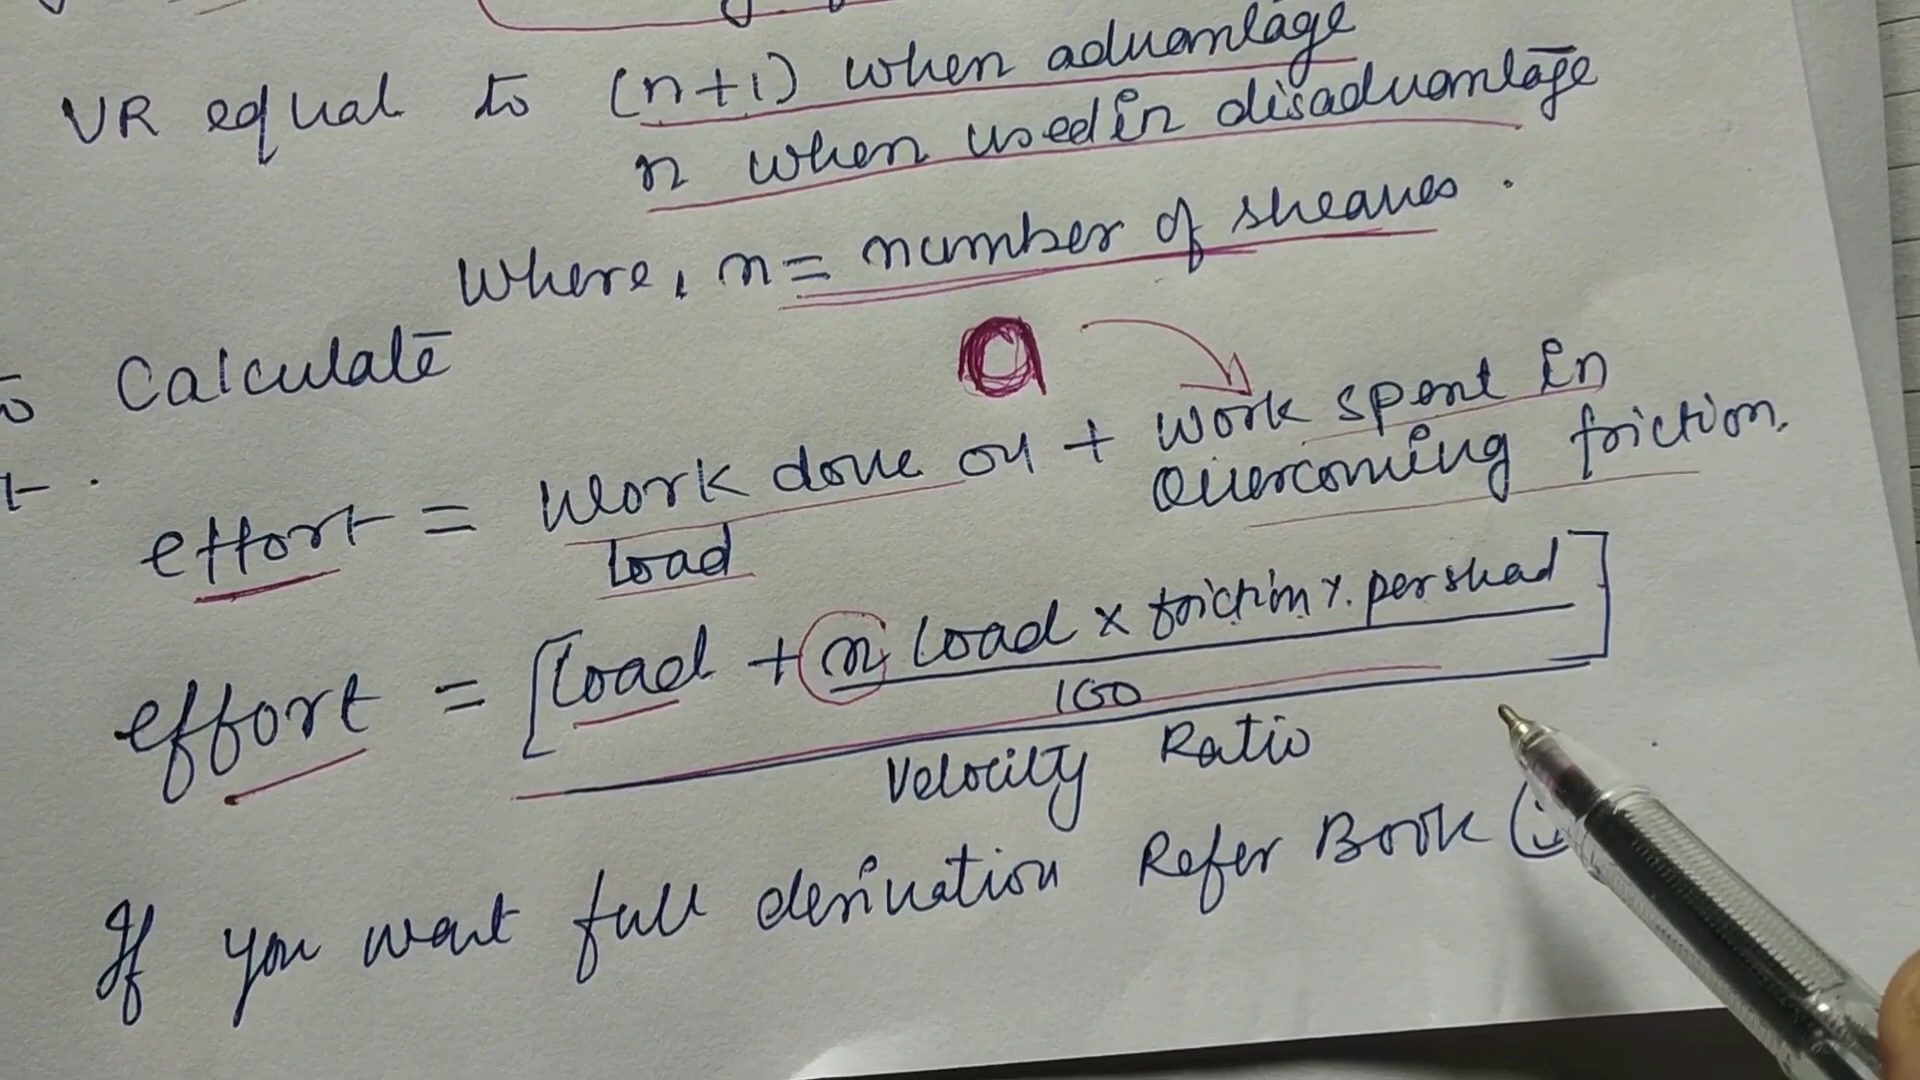 VR equal to (n+1) when advantage
n when used in disadvantage
Where, n = number of sheaves.
Calculate
effort = Work done on + Work spent in
load overcoming friction.
effort = [load + n load × friction % per shad]
100
Velocity Ratio
If you want full derivation Refer Book